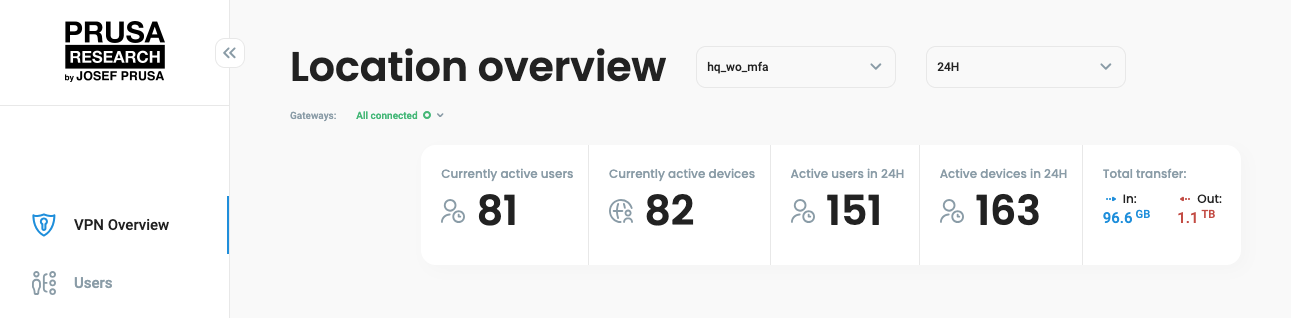 PRUSA
RESEARCH
by JOSEF PRUSA
Location overview
hq_wo_mfa
24H
Gateways: All connected
Currently active users
81
Currently active devices
82
Active users in 24H
151
Active devices in 24H
163
Total transfer:
In: Out:
96.6 GB 1.1 TB
VPN Overview
Users